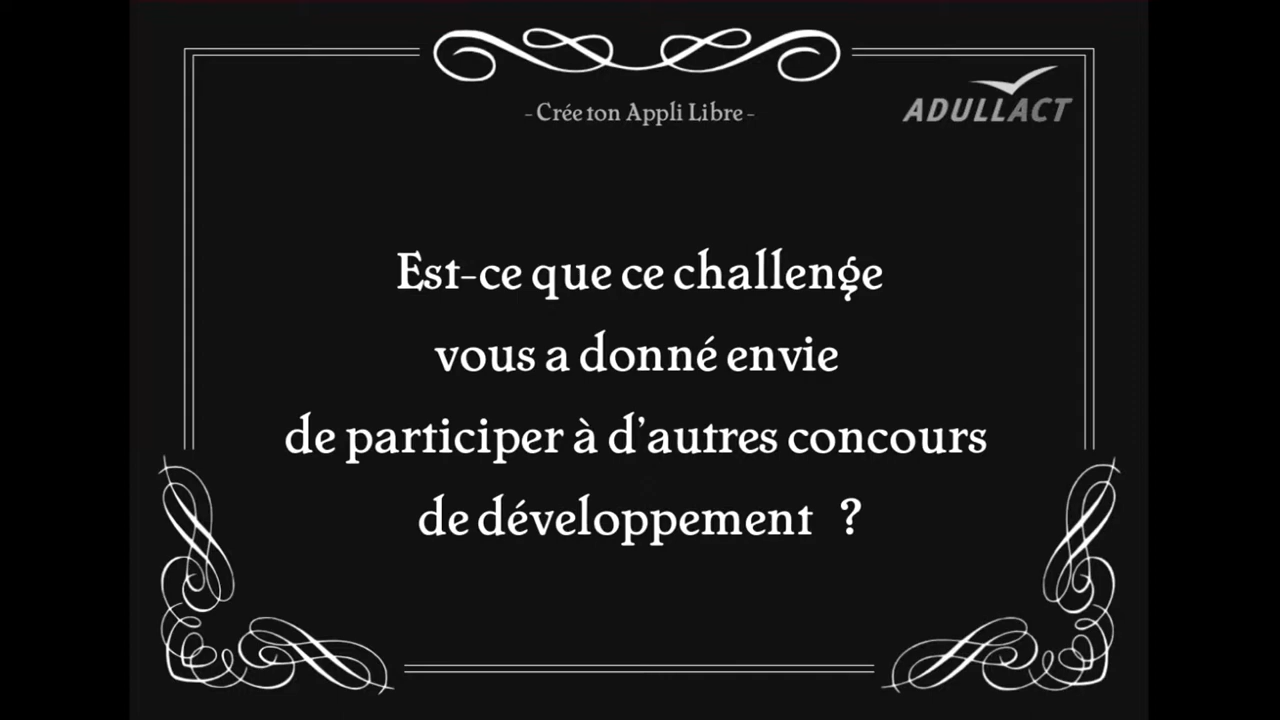 - Crée ton Appli Libre -
ADULLACT
Est-ce que ce challenge
vous a donné envie
de participer à d'autres concours
de développement ?